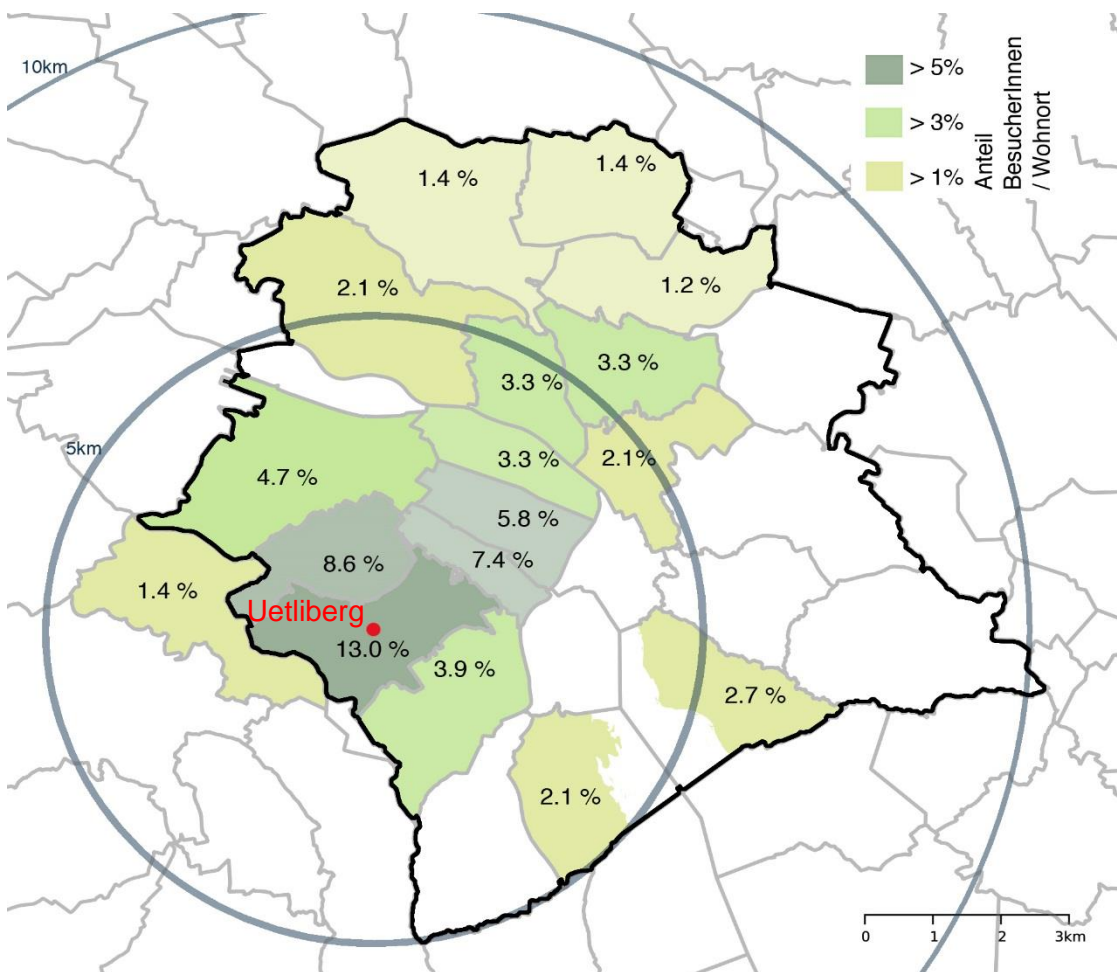 10km
> 5%
> 3%
> 1%
Anteil
BesucherInnen
/ Wohnort
1.4 %
1.4 %
2.1 %
1.2 %
3.3 %
3.3 %
5km
4.7 %
3.3 %
2.1%
5.8 %
8.6 %
7.4 %
1.4 %
Uetliberg
13.0 %
3.9 %
2.7 %
2.1 %
0 1 2 3km